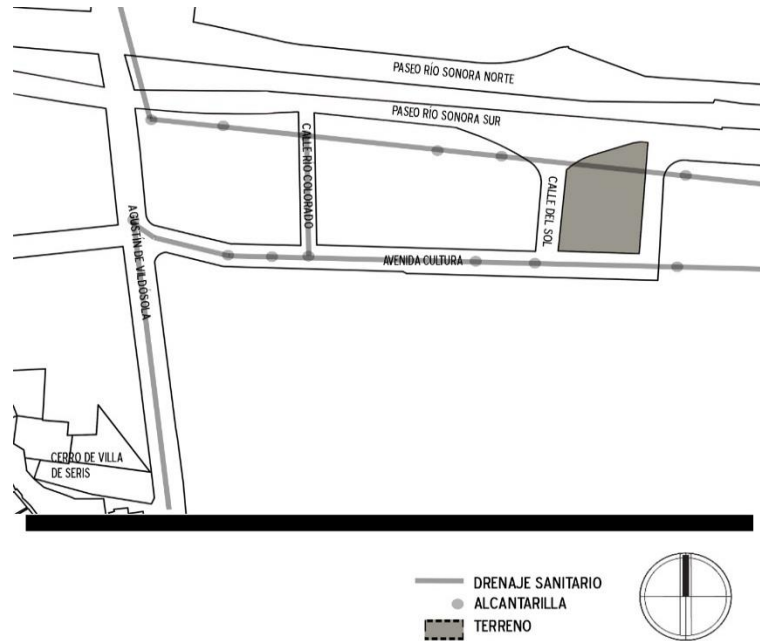 PASEO RÍO SONORA NORTE
PASEO RÍO SONORA SUR
CALLE RIO COLORADO
CALLE DEL SOL
AGUSTÍN DE VILDÓSOLA
AVENIDA CULTURA
CERRO DE VILLA
DE SERIS
DRENAJE SANITARIO
ALCANTARILLA
TERRENO